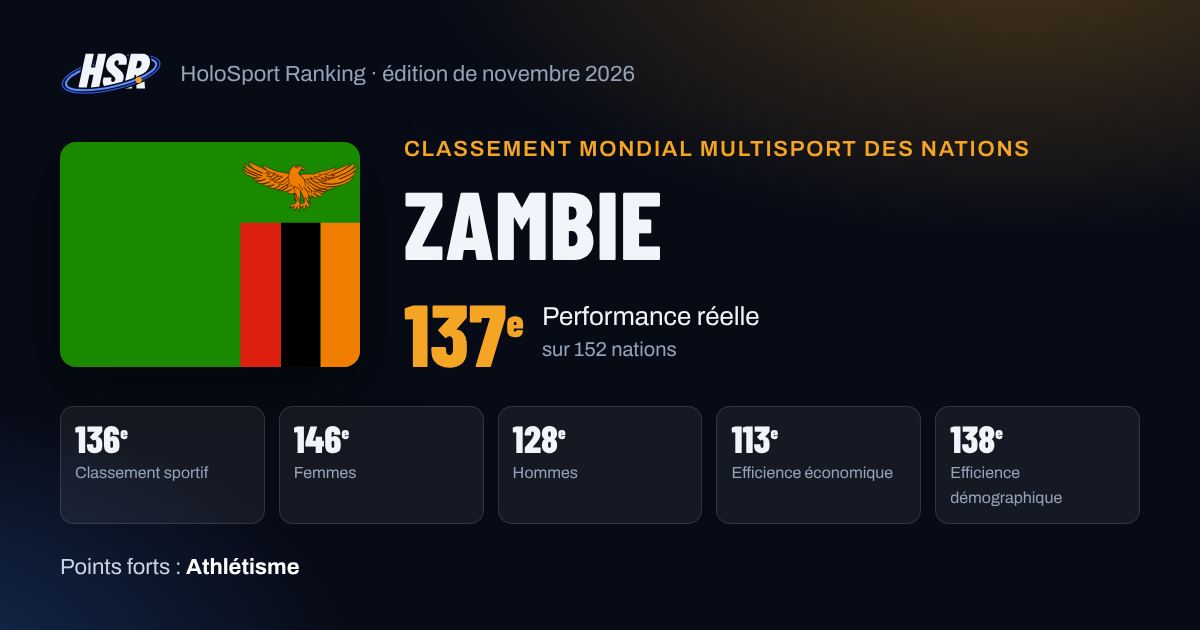 HSR
HoloSport Ranking · édition de novembre 2026
CLASSEMENT MONDIAL MULTISPORT DES NATIONS
ZAMBIE
137e
Performance réelle
sur 152 nations
136e
Classement sportif
146e
Femmes
128e
Hommes
113e
Efficience économique
138e
Efficience
démographique
Points forts : Athlétisme